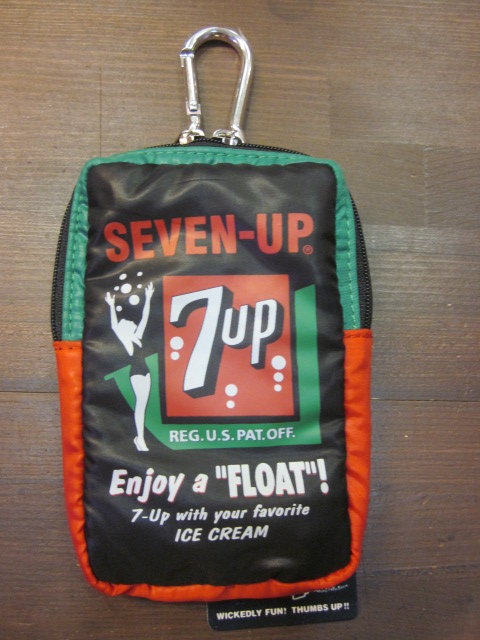 SEVEN-UP®
7up
REG. U.S. PAT. OFF.
Enjoy a "FLOAT"!
7-Up with your favorite
ICE CREAM
WICKEDLY FUN! THUMBS UP!!